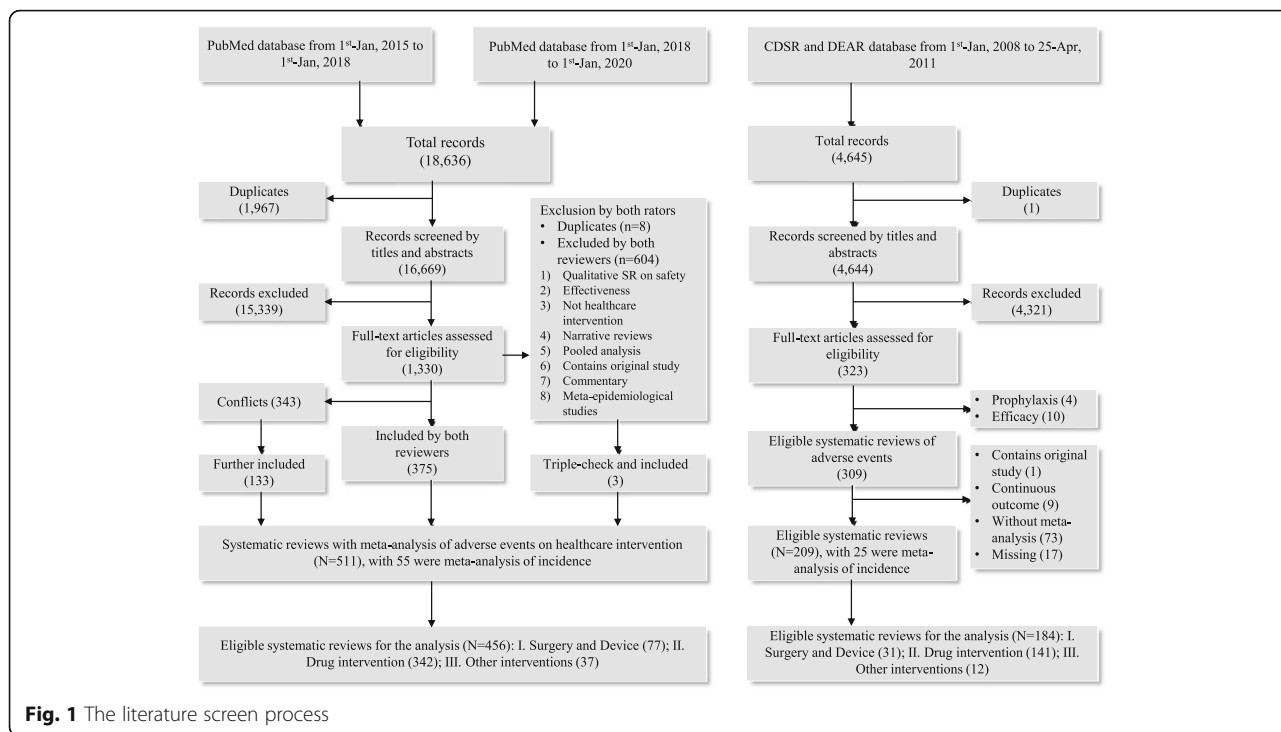 PubMed database from 1st-Jan, 2015 to
1st-Jan, 2018
PubMed database from 1st-Jan, 2018
to 1st-Jan, 2020
Total records
(18,636)
Duplicates
(1,967)
Records screened by
titles and abstracts
(16,669)
Records excluded
(15,339)
Full-text articles assessed
for eligibility
(1,330)
Exclusion by both rators
• Duplicates (n=8)
• Excluded by both
reviewers (n=604)
1) Qualitative SR on safety
2) Effectiveness
3) Not healthcare
intervention
4) Narrative reviews
5) Pooled analysis
6) Contains original study
7) Commentary
8) Meta-epidemiological
studies
Conflicts (343)
Included by both
reviewers
(375)
Further included
(133)
Triple-check and included
(3)
Systematic reviews with meta-analysis of adverse events on healthcare intervention
(N=511), with 55 were meta-analysis of incidence
Eligible systematic reviews for the analysis (N=456): I. Surgery and Device (77); II.
Drug intervention (342); III. Other interventions (37)
CDSR and DEAR database from 1st-Jan, 2008 to 25-Apr,
2011
Total records
(4,645)
Duplicates
(1)
Records screened by titles and
abstracts
(4,644)
Records excluded
(4,321)
Full-text articles assessed for
eligibility
(323)
• Prophylaxis (4)
• Efficacy (10)
Eligible systematic reviews of
adverse events
(309)
• Contains original
study (1)
• Continuous
outcome (9)
• Without meta-
analysis (73)
• Missing (17)
Eligible systematic reviews
(N=209), with 25 were meta-
analysis of incidence
Eligible systematic reviews for the analysis (N=184): I.
Surgery and Device (31); II. Drug intervention (141); III.
Other interventions (12)
Fig. 1 The literature screen process